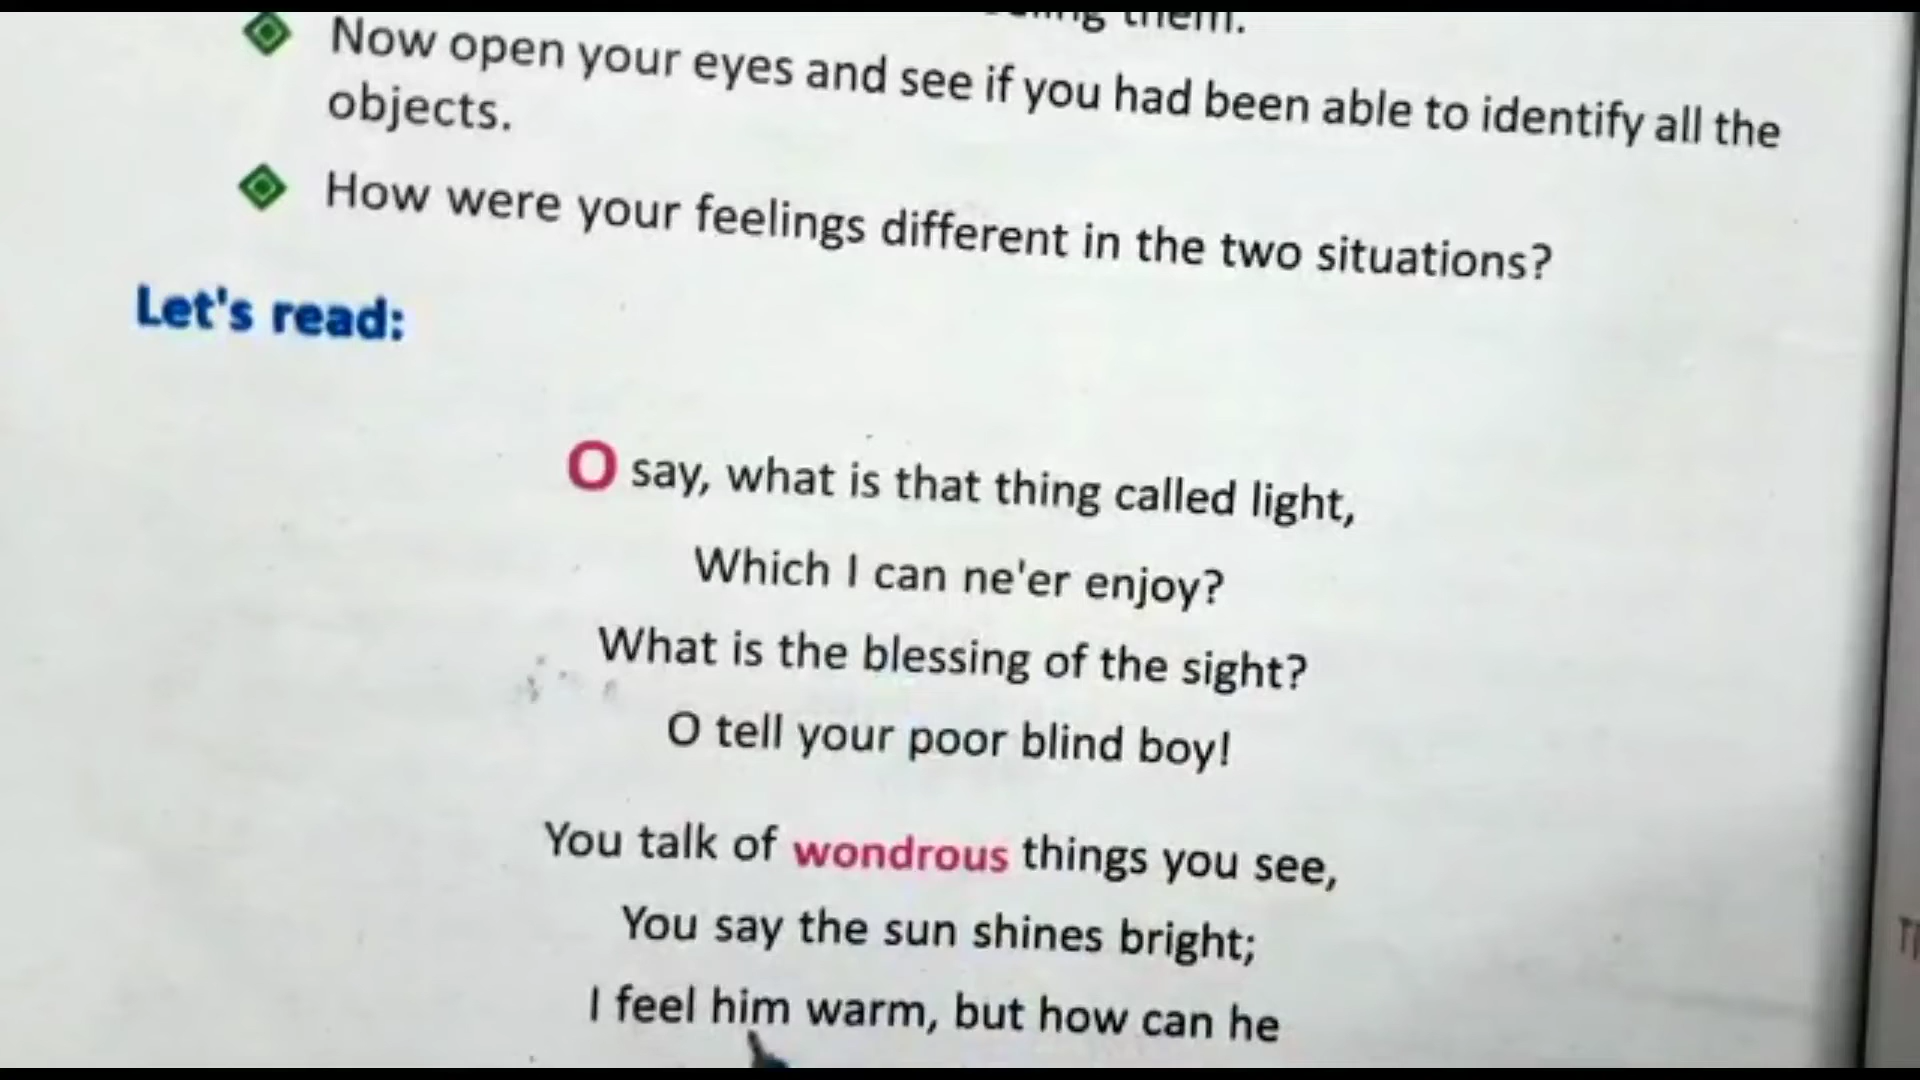 them.
Now open your eyes and see if you had been able to identify all the
objects.
How were your feelings different in the two situations?
Let's read:
O say, what is that thing called light,
Which I can ne'er enjoy?
What is the blessing of the sight?
O tell your poor blind boy!
You talk of wondrous things you see,
You say the sun shines bright;
I feel him warm, but how can he